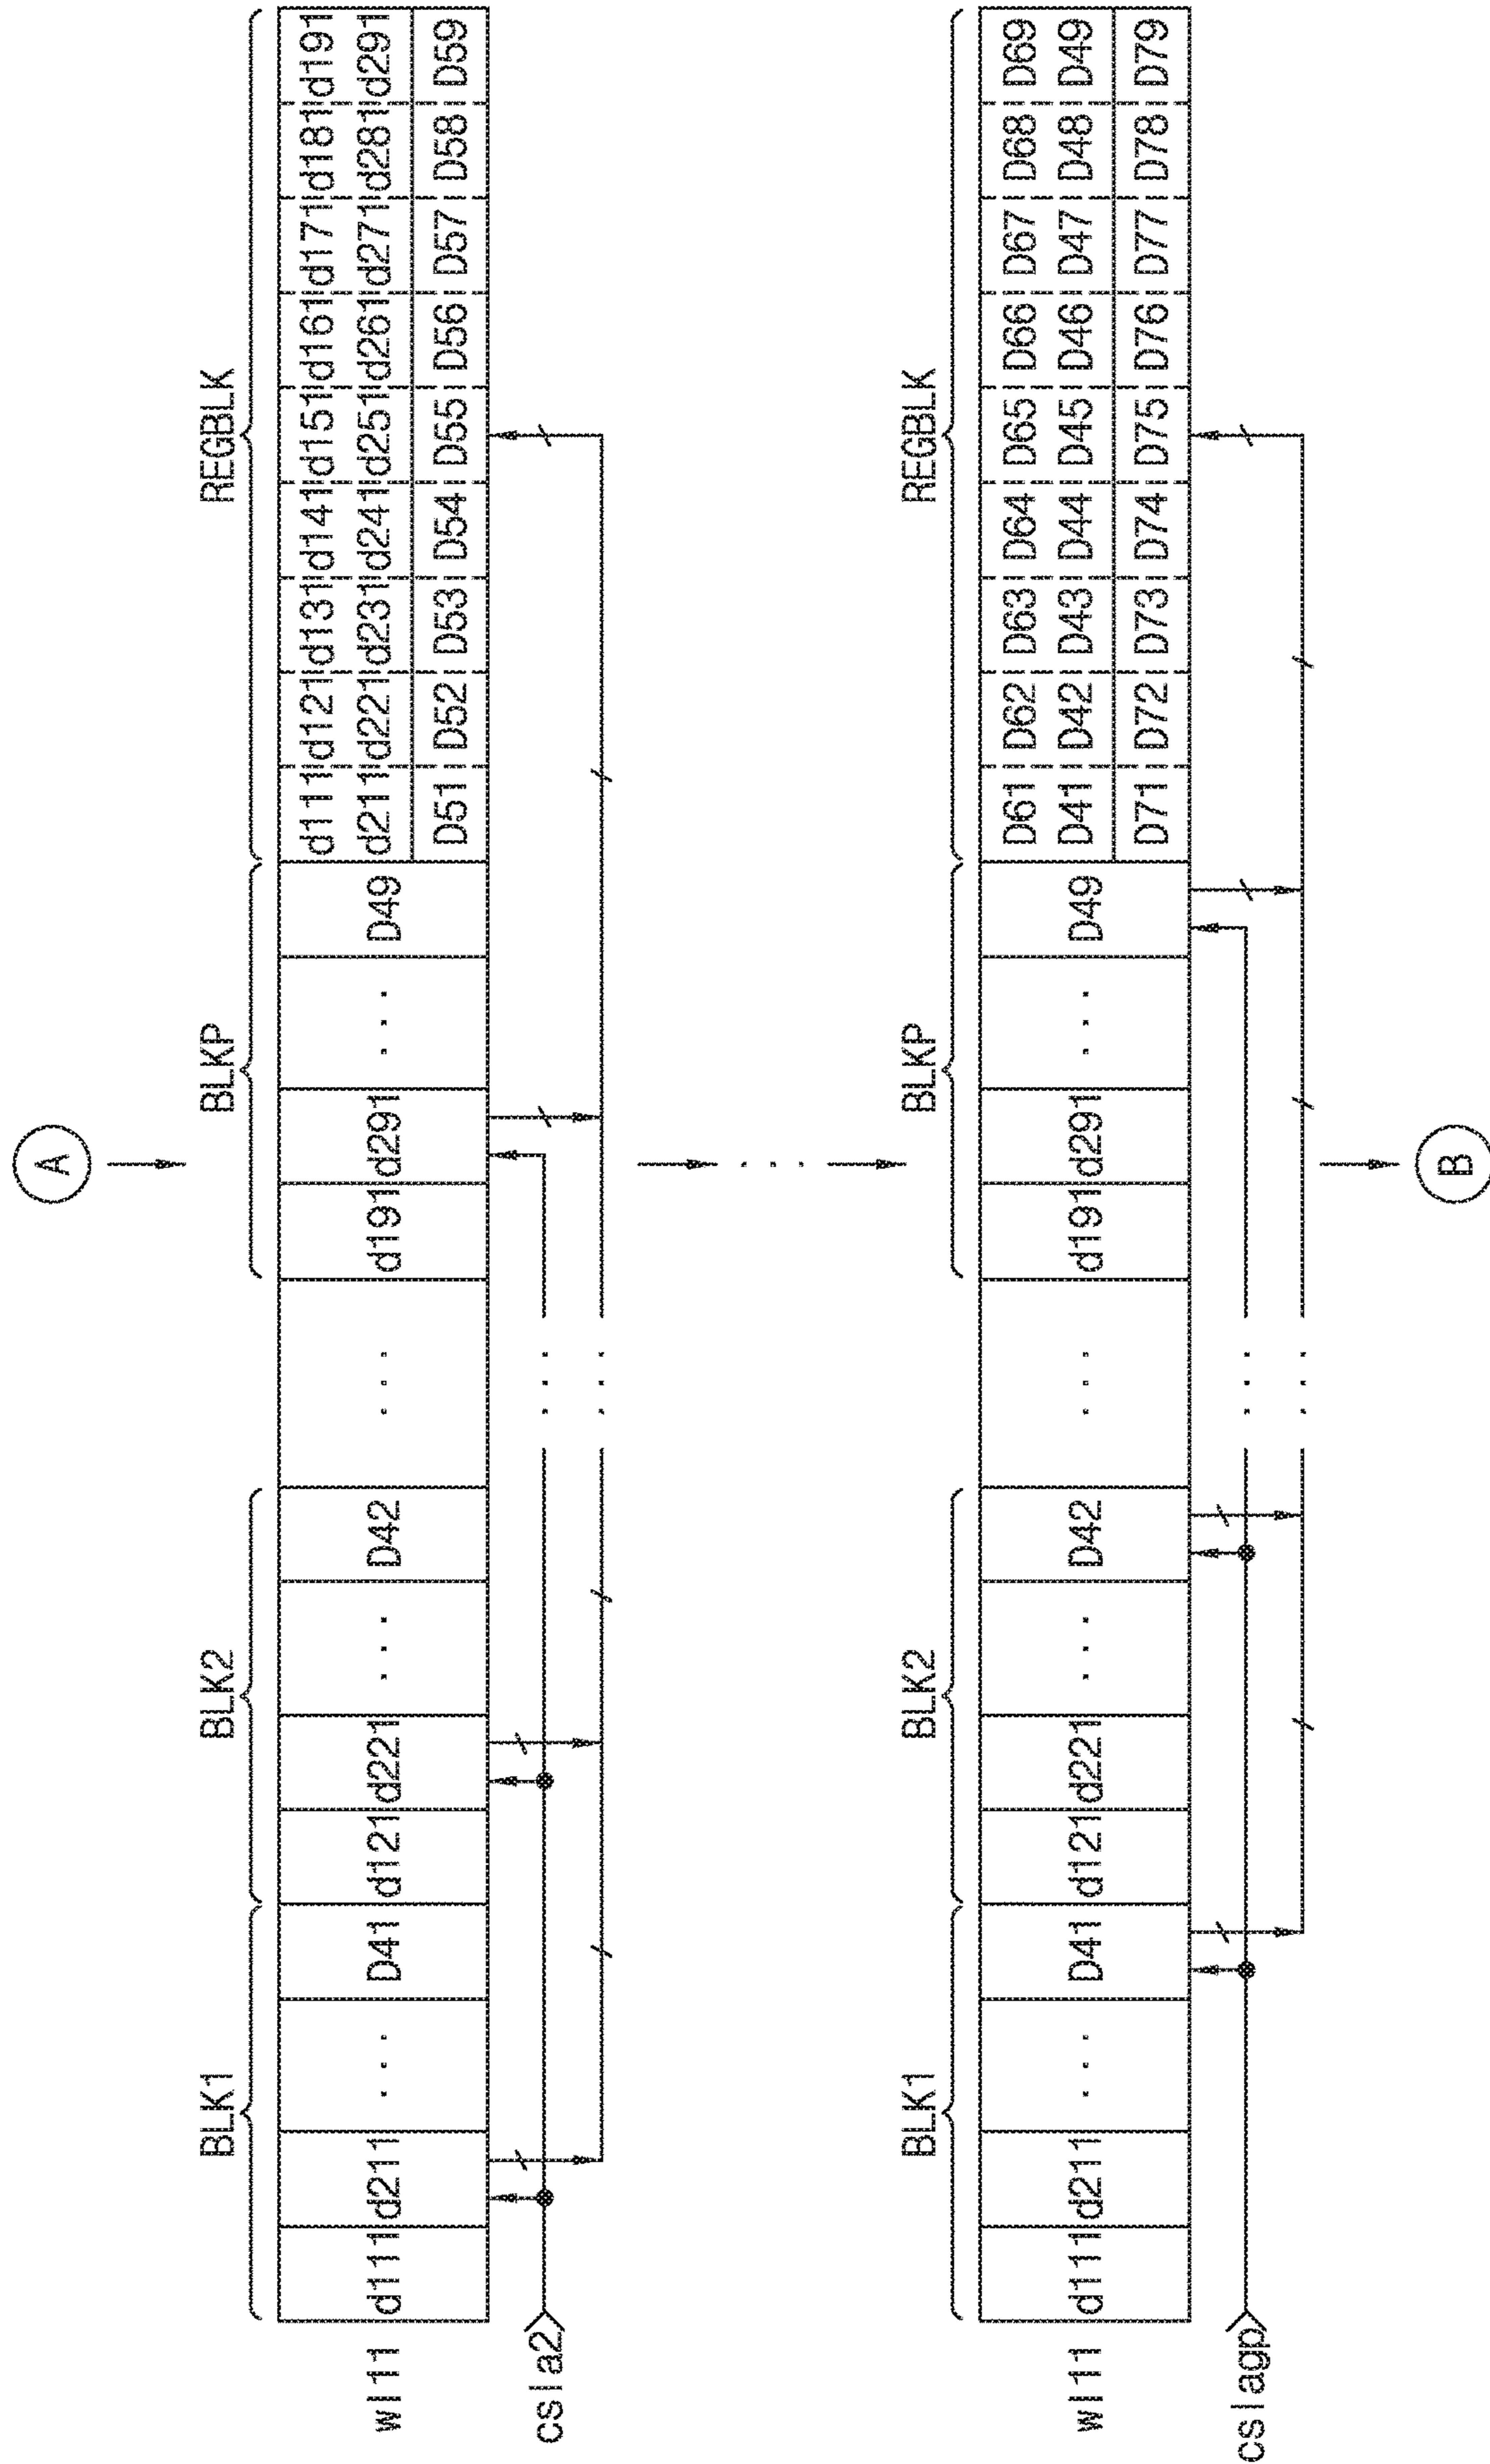 A
BLK1 BLK2 BLKP REGBLK
d111 d121 d131 d141 d151 d161 d171 d181 d191
wl11 d111 d211 ... D41 d121 d221 ... D42 ... d191 d291 ... D49 d211 d221 d231 d241 d251 d261 d271 d281 d291
D51 D52 D53 D54 D55 D56 D57 D58 D59
csla2 ...
...
...
BLK1 BLK2 BLKP REGBLK
D61 D62 D63 D64 D65 D66 D67 D68 D69
wl11 d111 d211 ... D41 d121 d221 ... D42 ... d191 d291 ... D49 D41 D42 D43 D44 D45 D46 D47 D48 D49
D71 D72 D73 D74 D75 D76 D77 D78 D79
cslagp ...
...
B